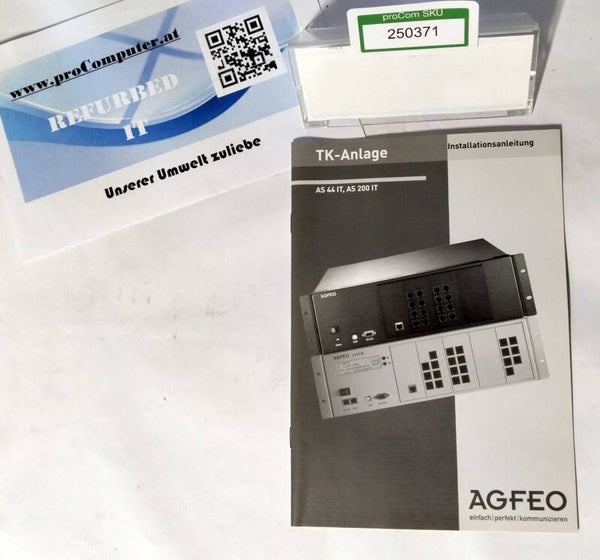 www.proComputer.at
REFURBED
IT
Unserer Umwelt zuliebe
proCom SKU
250371
TK-Anlage
Installationsanleitung
AS 44 IT, AS 200 IT
AGFEO
AGFEO
AGFEO
einfach|perfekt|kommunizieren